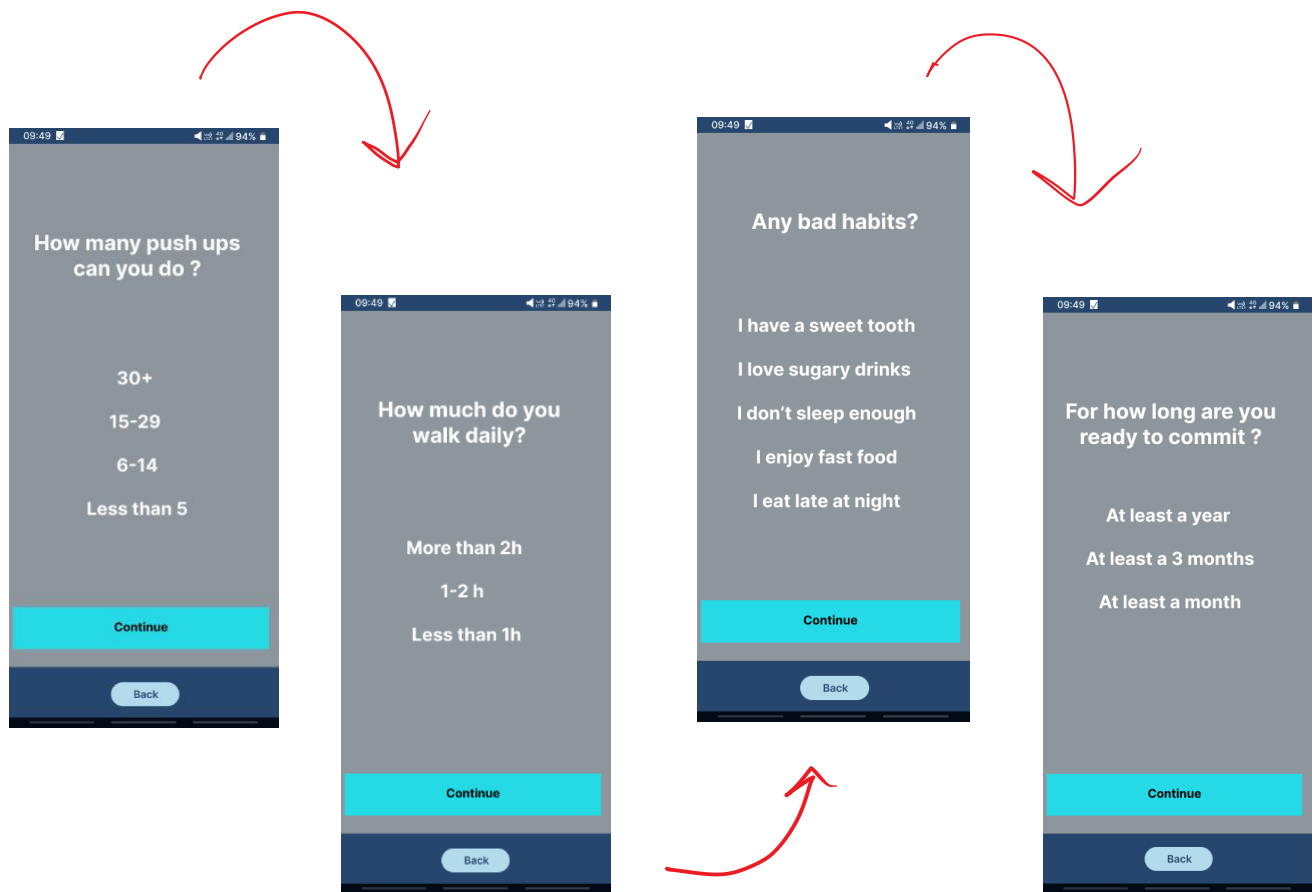 09:49
94%
How many push ups
can you do ?
30+
15-29
6-14
Less than 5
Continue
Back
09:49
94%
How much do you
walk daily?
More than 2h
1-2 h
Less than 1h
Continue
Back
09:49
94%
Any bad habits?
I have a sweet tooth
I love sugary drinks
I don’t sleep enough
I enjoy fast food
I eat late at night
Continue
Back
09:49
94%
For how long are you
ready to commit ?
At least a year
At least a 3 months
At least a month
Continue
Back